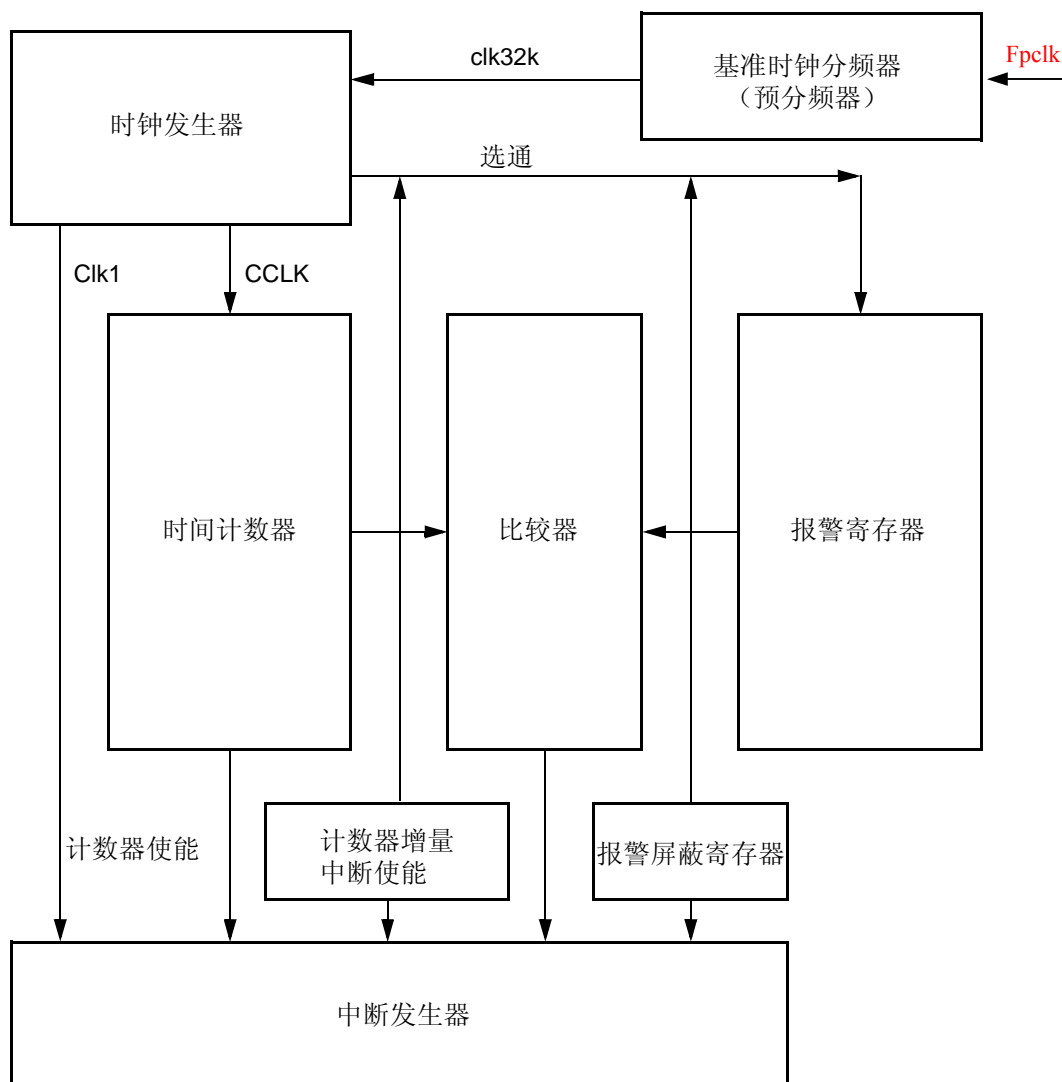 clk32k
基准时钟分频器
（预分频器）
Fpclk
时钟发生器
选通
Clk1
CCLK
时间计数器
比较器
报警寄存器
计数器使能
计数器增量
中断使能
报警屏蔽寄存器
中断发生器